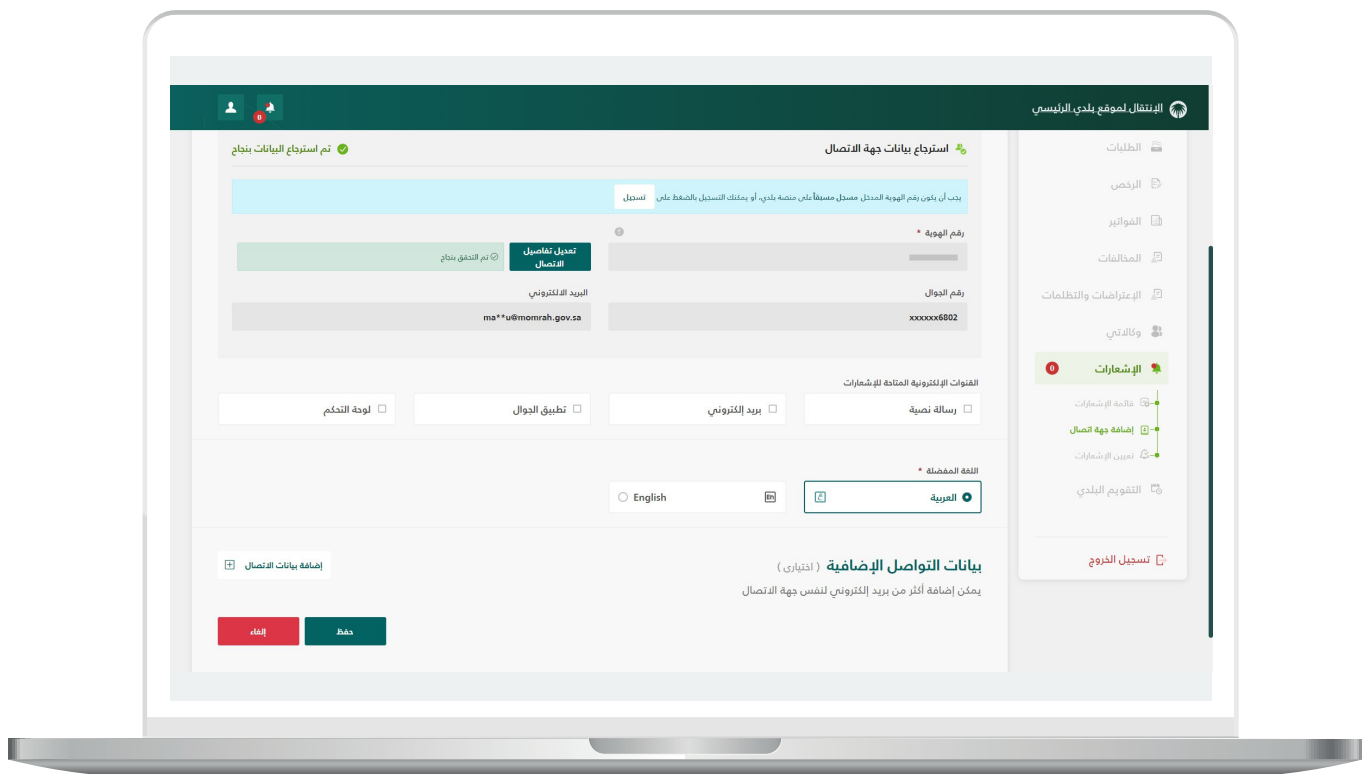 الإنتقال لموقع بلدي الرئيسي
0
الطلبات
الرخص
الفواتير
المخالفات
الإعتراضات والتظلمات
وكالاتي
الإشعارات
0
قائمة الإشعارات
إضافة جهة اتصال
تعيين الإشعارات
التقويم البلدي
تسجيل الخروج
استرجاع بيانات جهة الاتصال
تم استرجاع البيانات بنجاح
يجب أن يكون رقم الهوية المدخل مسجل مسبقاً على منصة بلدي، أو يمكنك التسجيل بالضغط على تسجيل
رقم الهوية *
تعديل تفاصيل
الاتصال
تم التحقق بنجاح
رقم الجوال
البريد الالكتروني
xxxxxx6802
ma**u@momrah.gov.sa
القنوات الإلكترونية المتاحة للإشعارات
رسالة نصية
بريد إلكتروني
تطبيق الجوال
لوحة التحكم
اللغة المفضلة *
العربية
ع
En
English
بيانات التواصل الإضافية ( اختياري )
إضافة بيانات الاتصال
يمكن إضافة أكثر من بريد إلكتروني لنفس جهة الاتصال
حفظ
إلغاء